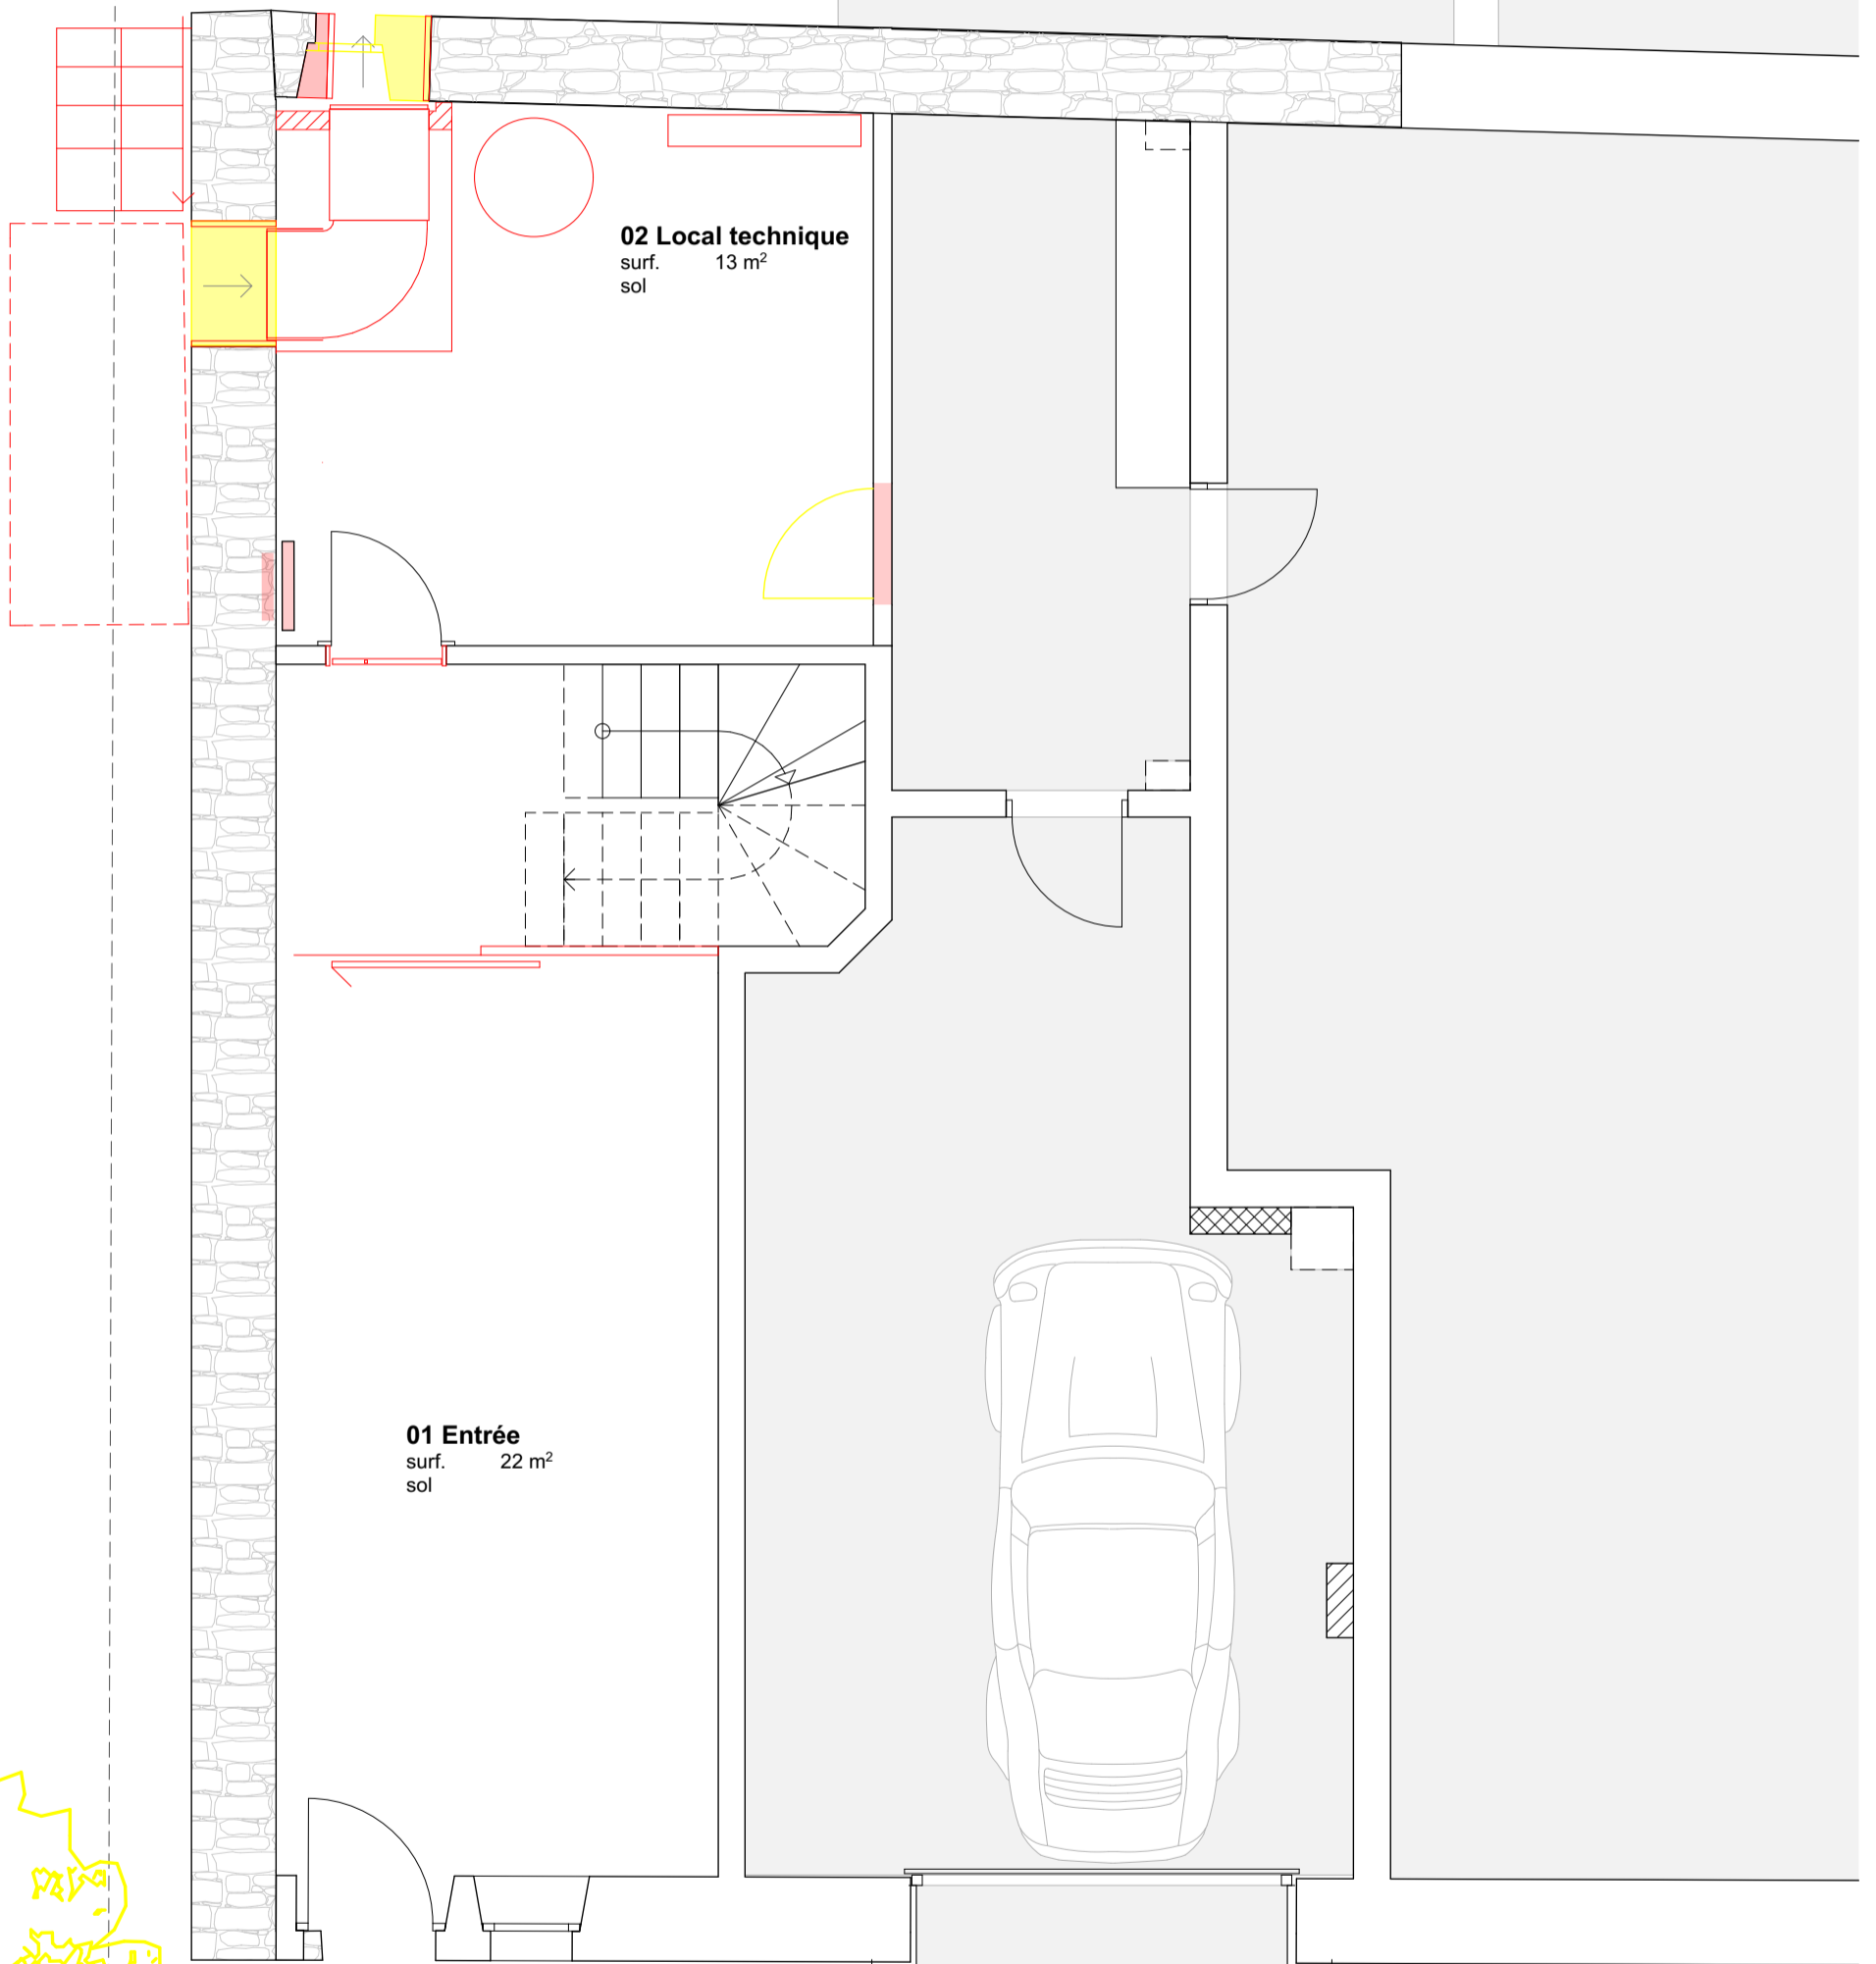 02 Local technique
surf. 13 m²
sol
01 Entrée
surf. 22 m²
sol